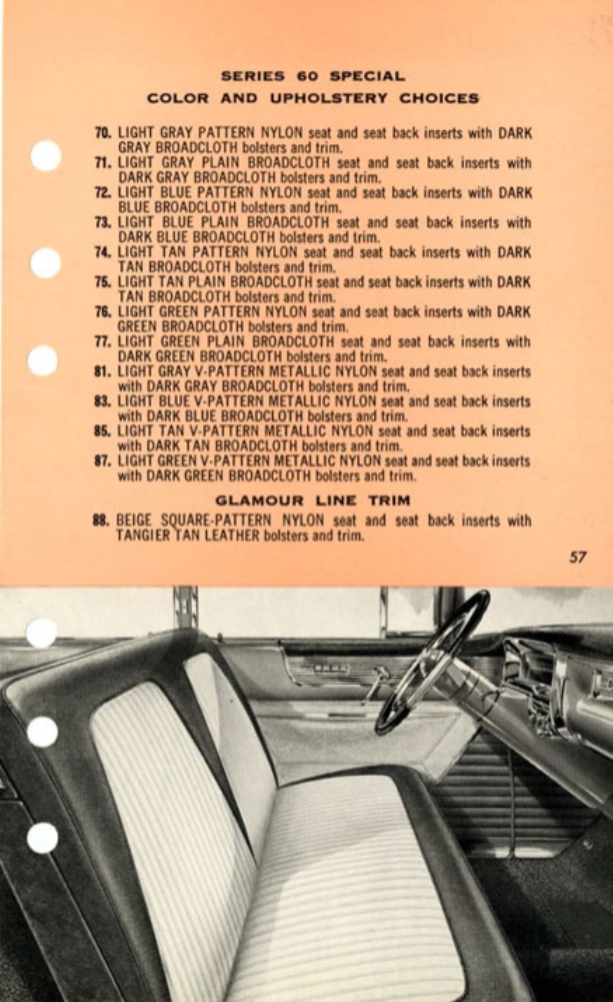 SERIES 60 SPECIAL
COLOR AND UPHOLSTERY CHOICES
70. LIGHT GRAY PATTERN NYLON seat and seat back inserts with DARK
GRAY BROADCLOTH bolsters and trim.
71. LIGHT GRAY PLAIN BROADCLOTH seat and seat back inserts with
DARK GRAY BROADCLOTH bolsters and trim.
72. LIGHT BLUE PATTERN NYLON seat and seat back inserts with DARK
BLUE BROADCLOTH bolsters and trim.
73. LIGHT BLUE PLAIN BROADCLOTH seat and seat back inserts with
DARK BLUE BROADCLOTH bolsters and trim.
74. LIGHT TAN PATTERN NYLON seat and seat back inserts with DARK
TAN BROADCLOTH bolsters and trim.
75. LIGHT TAN PLAIN BROADCLOTH seat and seat back inserts with DARK
TAN BROADCLOTH bolsters and trim.
76. LIGHT GREEN PATTERN NYLON seat and seat back inserts with DARK
GREEN BROADCLOTH bolsters and trim.
77. LIGHT GREEN PLAIN BROADCLOTH seat and seat back inserts with
DARK GREEN BROADCLOTH bolsters and trim.
81. LIGHT GRAY V-PATTERN METALLIC NYLON seat and seat back inserts
with DARK GRAY BROADCLOTH bolsters and trim.
83. LIGHT BLUE V-PATTERN METALLIC NYLON seat and seat back inserts
with DARK BLUE BROADCLOTH bolsters and trim.
85. LIGHT TAN V-PATTERN METALLIC NYLON seat and seat back inserts
with DARK TAN BROADCLOTH bolsters and trim.
87. LIGHT GREEN V-PATTERN METALLIC NYLON seat and seat back inserts
with DARK GREEN BROADCLOTH bolsters and trim.
GLAMOUR LINE TRIM
88. BEIGE SQUARE-PATTERN NYLON seat and seat back inserts with
TANGIER TAN LEATHER bolsters and trim.
57